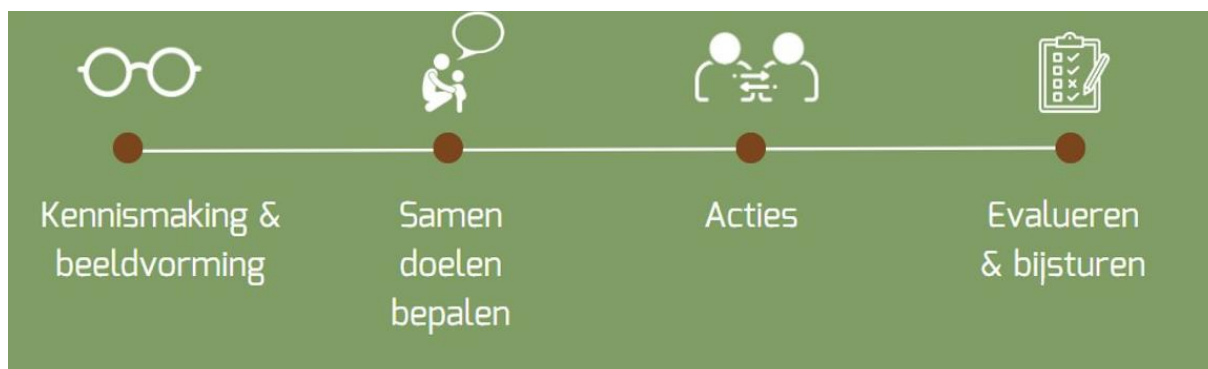 Kennismaking &
beeldvorming
Samen
doelen
bepalen
Acties
Evalueren
& bijsturen